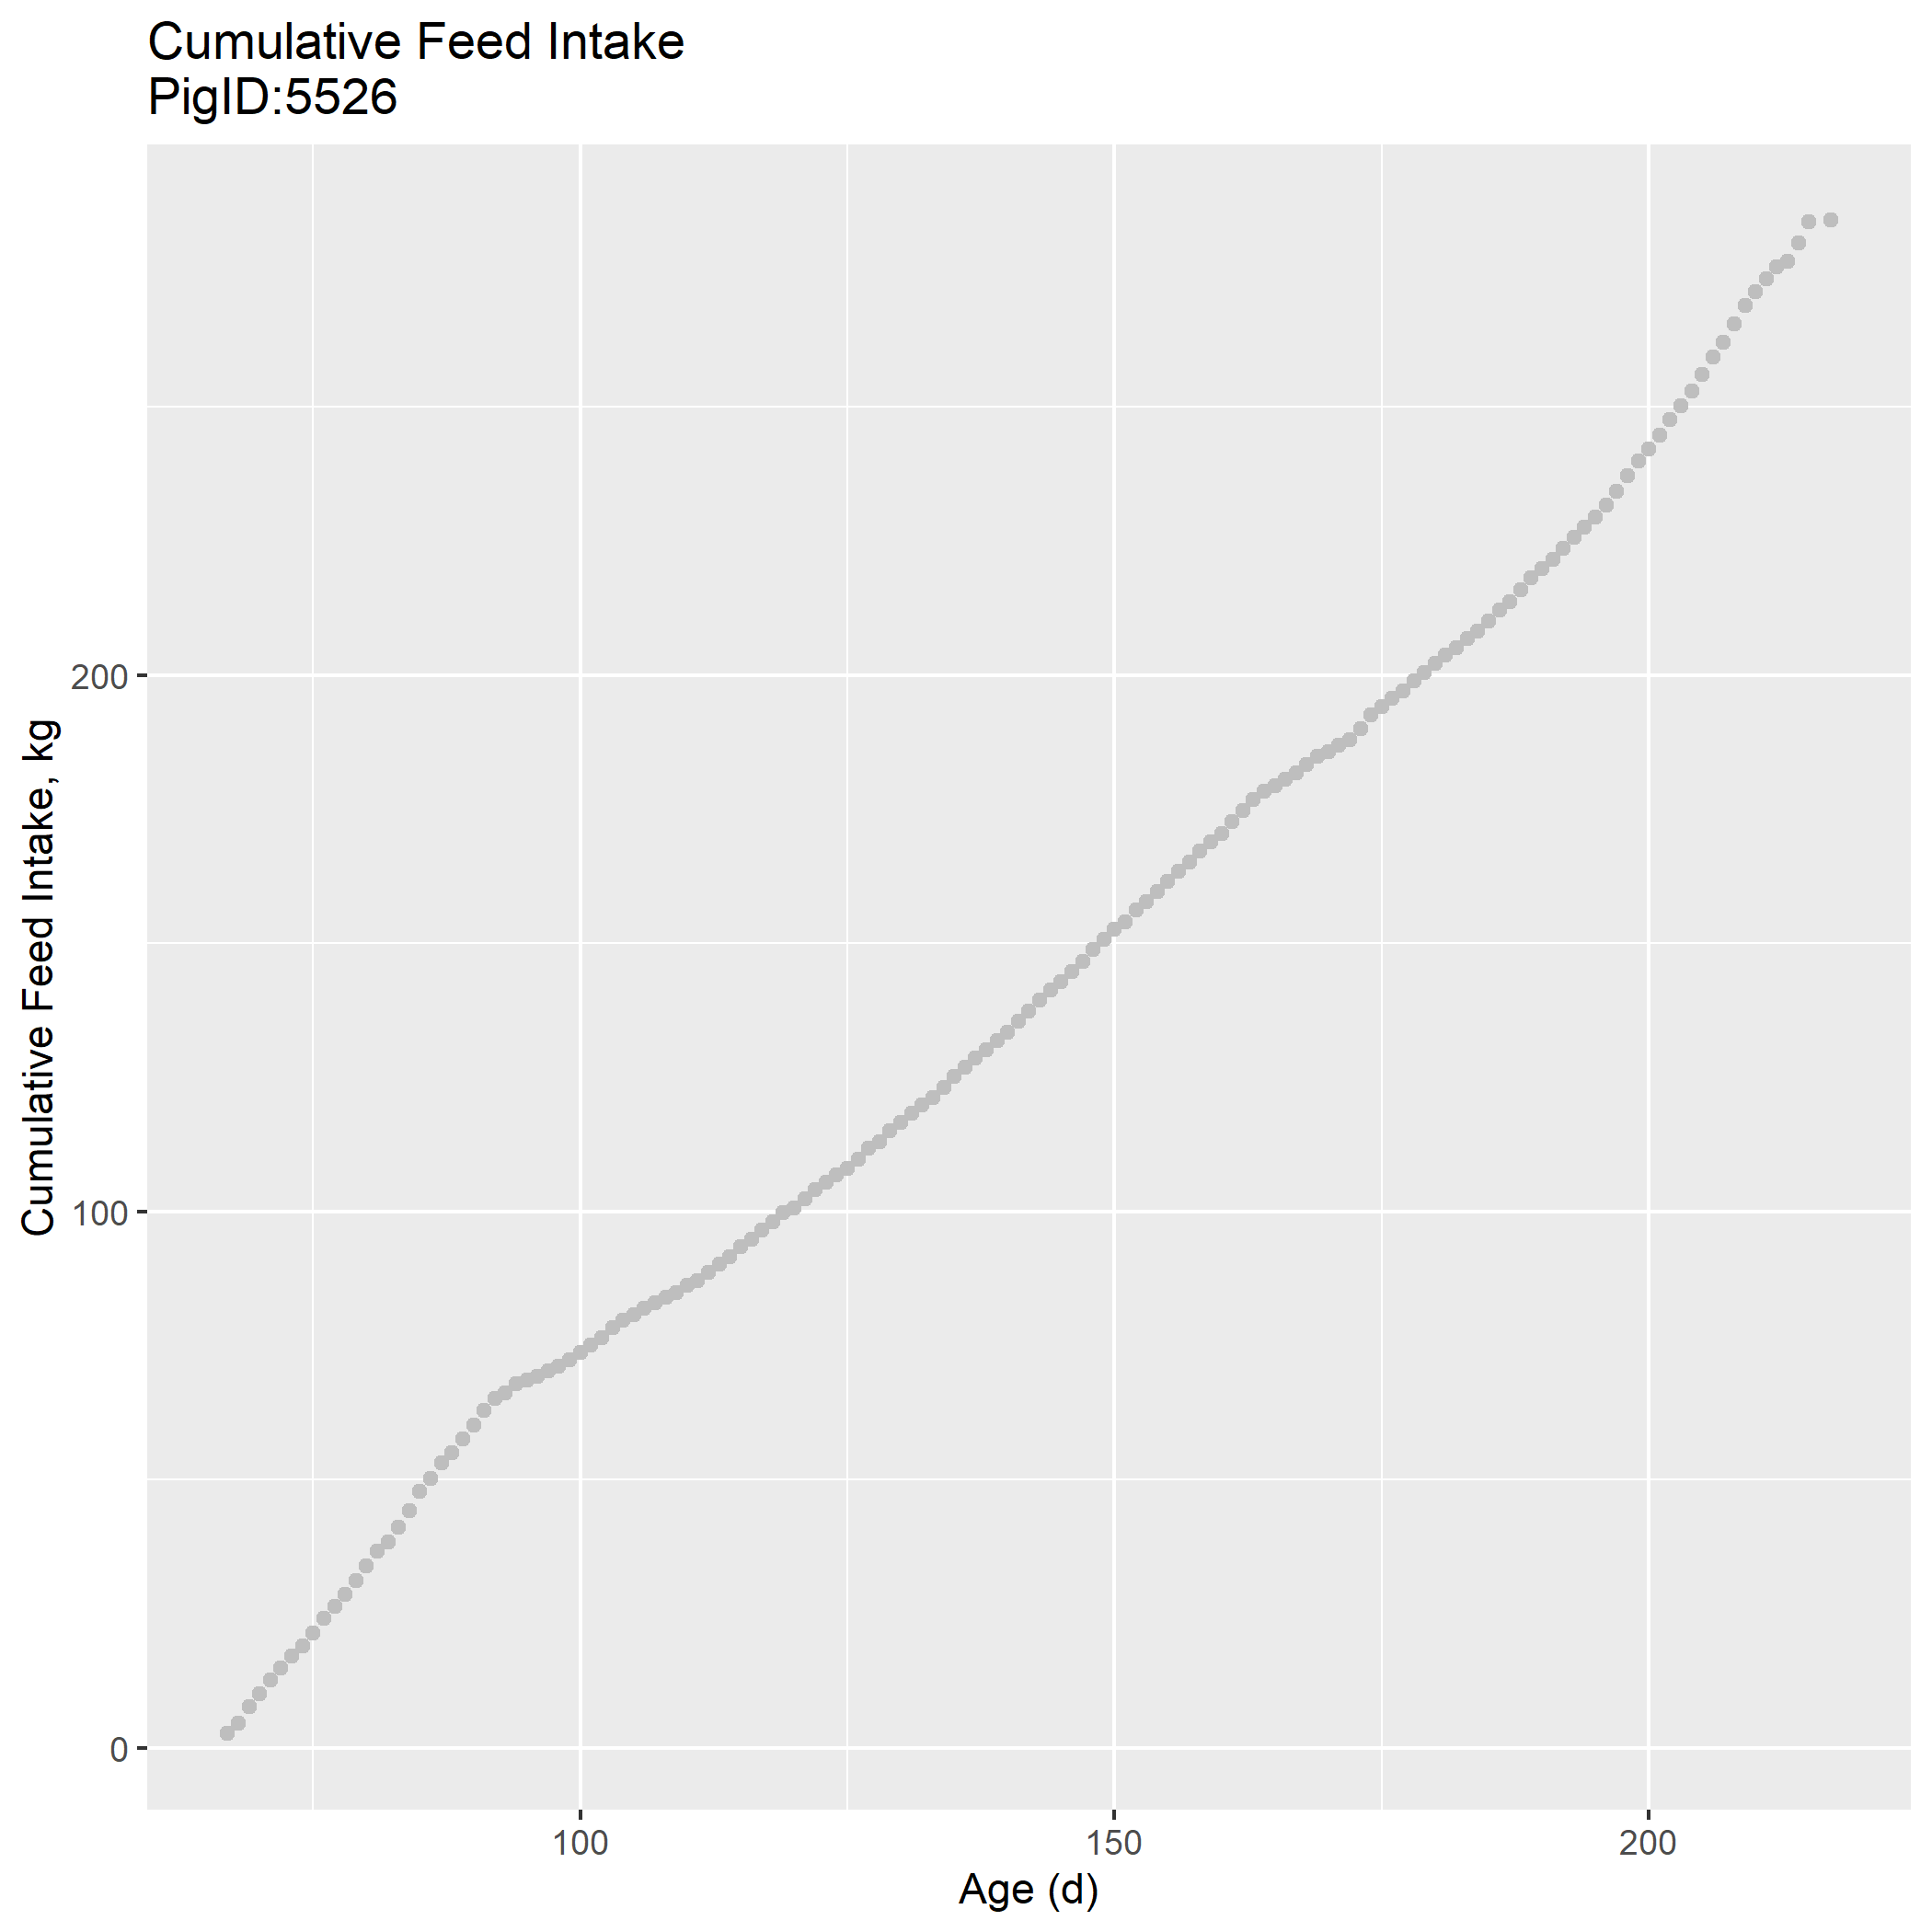 Cumulative Feed Intake
PigID:5526
Cumulative Feed Intake, kg
200
100
0
100
150
200
Age (d)